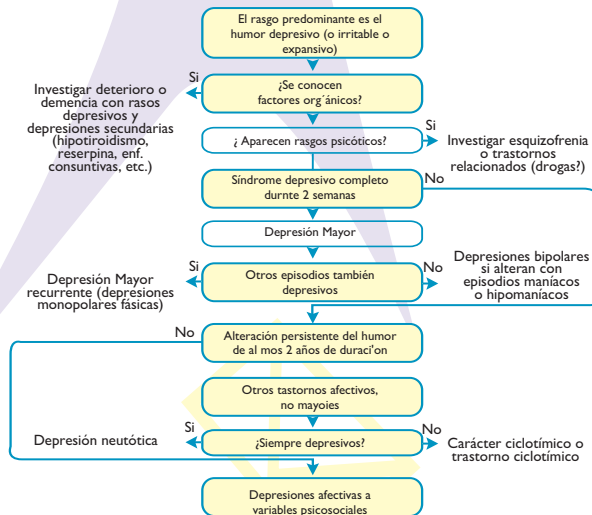 El rasgo predominante es el
humor depresivo (o irritable o
expansivo)
Si
¿Se conocen
factores org´ánicos?
Investigar deterioro o
demencia con rasos
depresivos y
depresiones secundarias
(hipotiroidismo,
reserpina, enf.
consuntivas, etc.)
¿ Aparecen rasgos psicóticos?
Si
Investigar esquizofrenia
o trastornos
relacionados (drogas?)
Síndrome depresivo completo
durnte 2 semanas
No
Depresión Mayor
Si
Otros episodios también
depresivos
No
Depresiones bipolares
si alteran con
episodios maníacos
o hipomaníacos
Depresión Mayor
recurrente (depresiones
monopolares fásicas)
No
Alteración persistente del humor
de al mos 2 años de duraci'on
Otros tastornos afectivos,
no mayoies
Si
¿Siempre depresivos?
No
Depresión neutótica
Carácter ciclotímico o
trastorno ciclotímico
Depresiones afectivas a
variables psicosociales